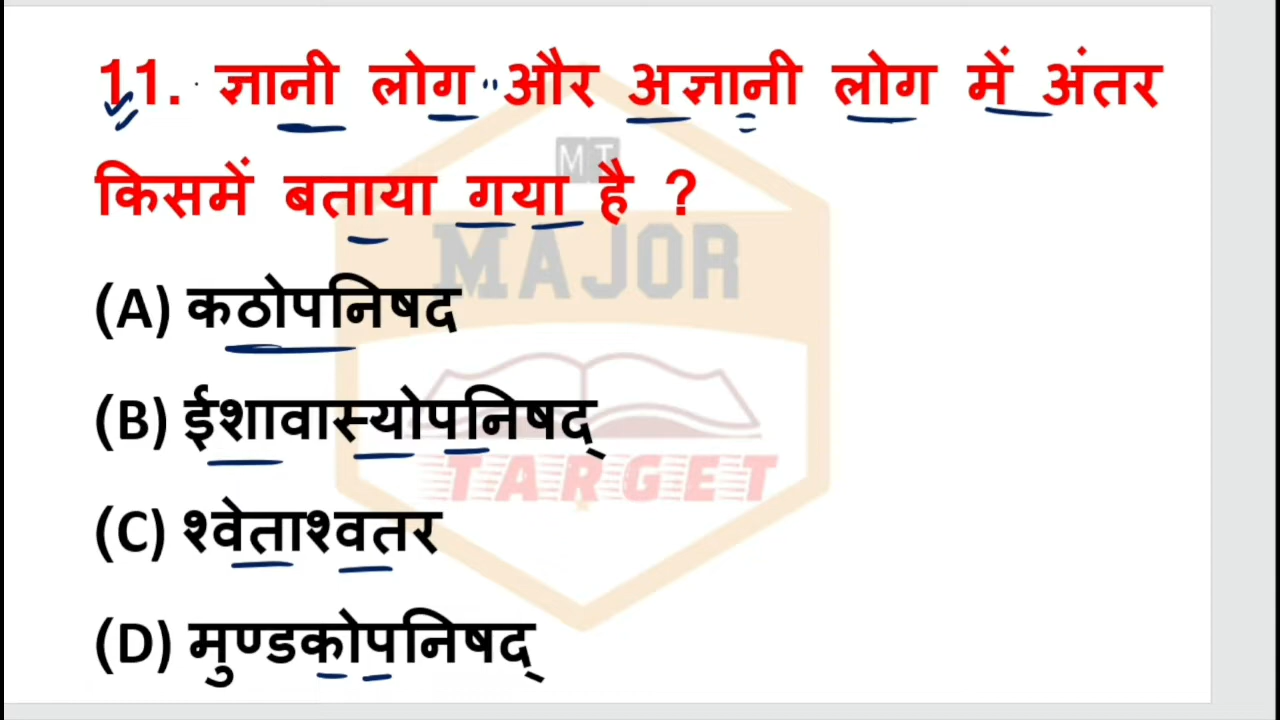 11. ज्ञानी लोग और अज्ञानी लोग में अंतर
किसमें बताया गया है ?
MT
MAJOR
(A) कठोपनिषद
(B) ईशावास्योपनिषद्
TARGET
(C) श्वेताश्वतर
(D) मुण्डकोपनिषद्